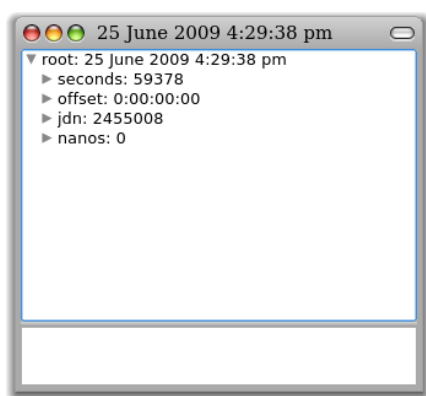 25 June 2009 4:29:38 pm
root: 25 June 2009 4:29:38 pm
seconds: 59378
offset: 0:00:00:00
jdn: 2455008
nanos: 0